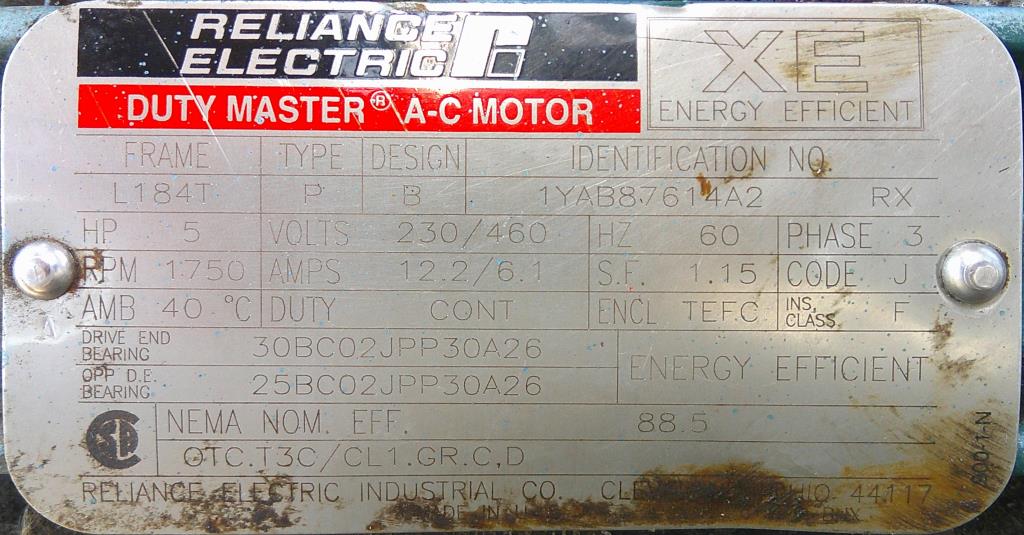 RELIANCE
ELECTRIC
XE
ENERGY EFFICIENT
DUTY MASTER® A-C MOTOR
FRAME TYPE DESIGN IDENTIFICATION NO.
L184T P B 1YAB87614A2 RX
HP 5 VOLTS 230/460 HZ 60 PHASE 3
RPM 1750 AMPS 12.2/6.1 S.F. 1.15 CODE J
AMB 40 °C DUTY CONT ENCL TEFC INS. CLASS F
DRIVE END BEARING 30BC02JPP30A26
OPP D.E. BEARING 25BC02JPP30A26
ENERGY EFFICIENT
NEMA NOM. EFF. 88.5
OTC.T3C/CL1.GR.C,D
RELIANCE ELECTRIC INDUSTRIAL CO. 44117